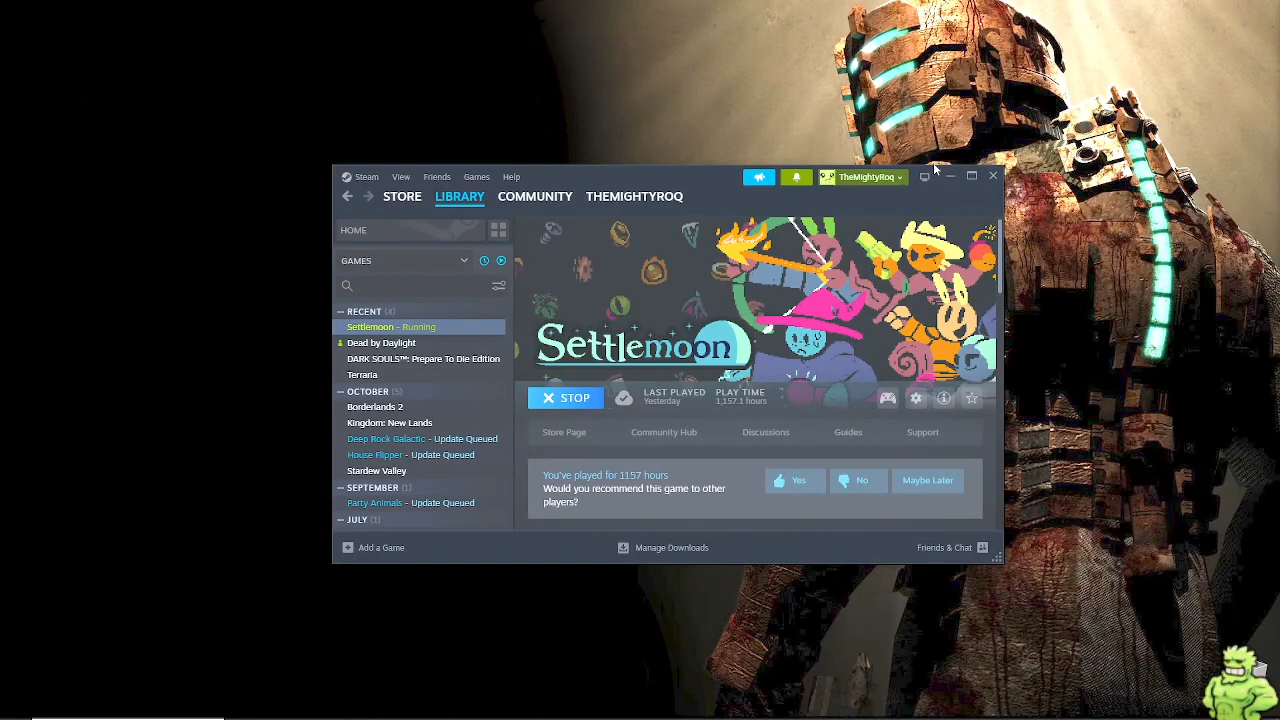 Steam View Friends Games Help
TheMightyRoq
STORE LIBRARY COMMUNITY THEMIGHTYROQ
HOME
GAMES
— RECENT (4)
Settlemoon - Running
Dead by Daylight
DARK SOULS™: Prepare To Die Edition
Terraria
— OCTOBER (5)
Borderlands 2
Kingdom: New Lands
Deep Rock Galactic - Update Queued
House Flipper - Update Queued
Stardew Valley
— SEPTEMBER (1)
Party Animals - Update Queued
— JULY (1)
Settlemoon
STOP
LAST PLAYED
Yesterday
PLAY TIME
1,157.1 hours
Store Page Community Hub Discussions Guides Support
You've played for 1157 hours
Would you recommend this game to other
players?
Yes No Maybe Later
Add a Game Manage Downloads Friends & Chat